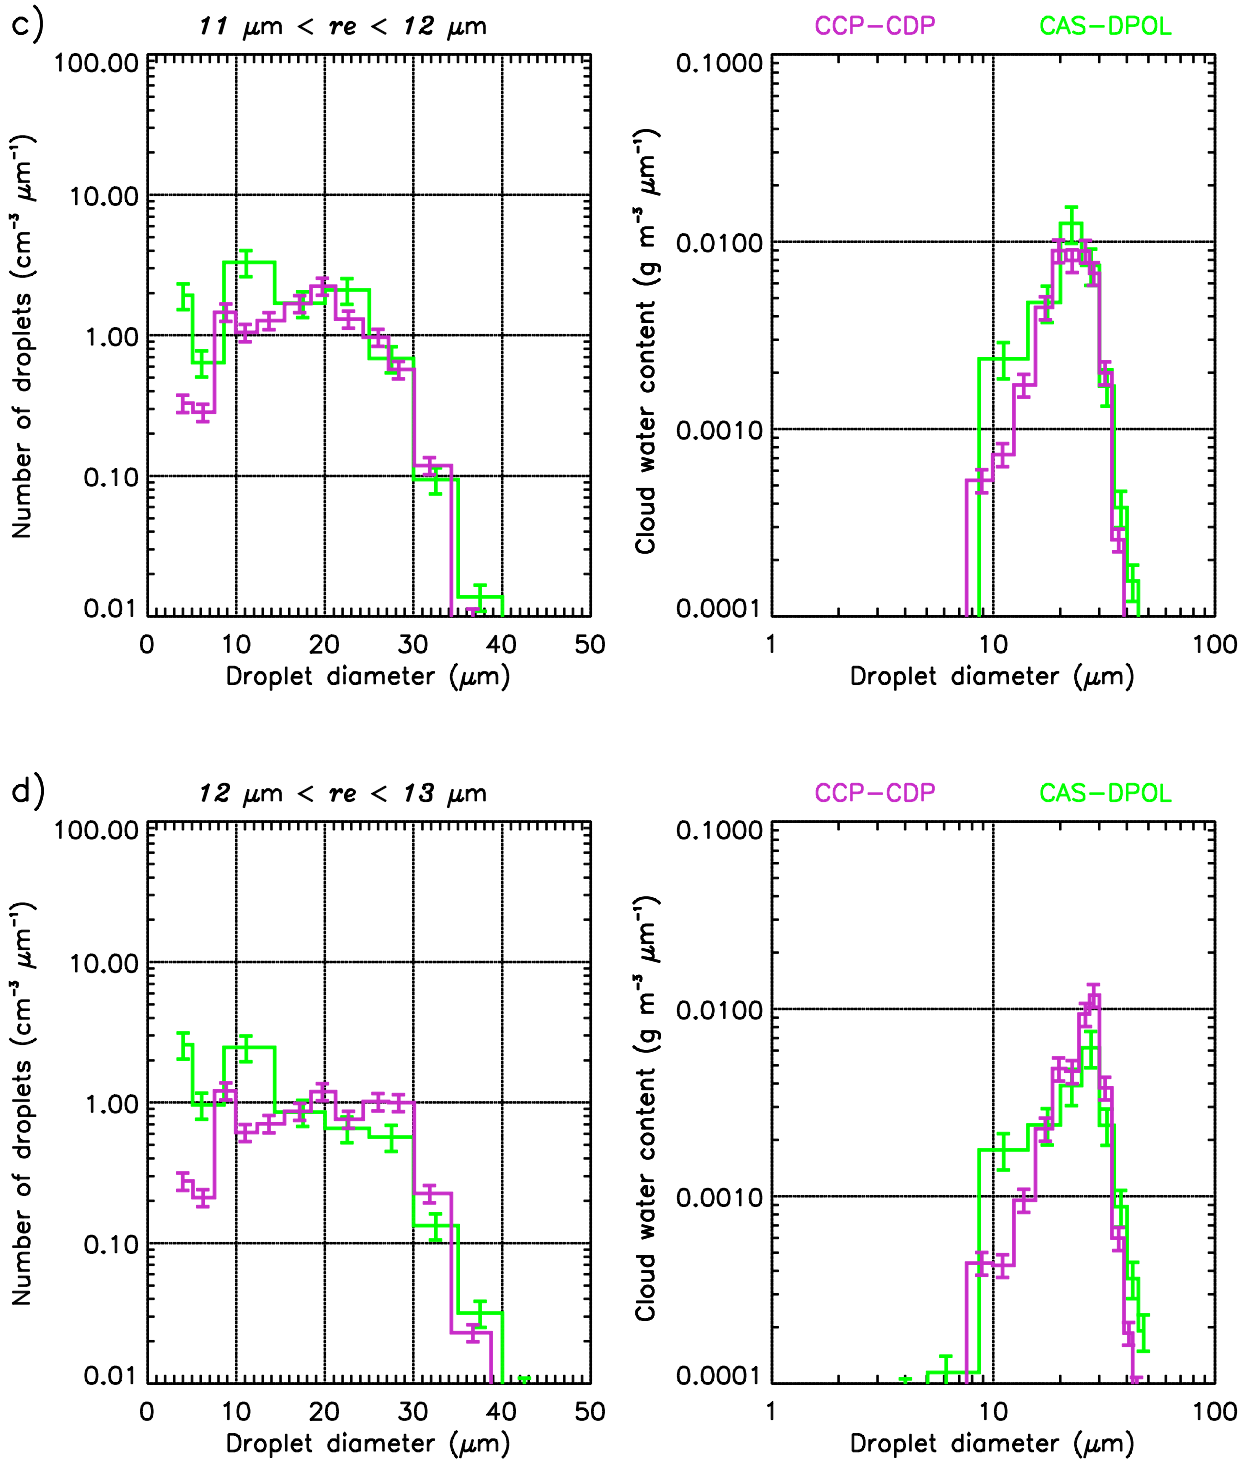 c)
11 μm < re < 12 μm
CCP-CDP
CAS-DPOL
Number of droplets (cm⁻³ μm⁻¹)
100.00
10.00
1.00
0.10
0.01
0 10 20 30 40 50
Droplet diameter (μm)
Cloud water content (g m⁻³ μm⁻¹)
0.1000
0.0100
0.0010
0.0001
1 10 100
Droplet diameter (μm)
d)
12 μm < re < 13 μm
CCP-CDP
CAS-DPOL
Number of droplets (cm⁻³ μm⁻¹)
100.00
10.00
1.00
0.10
0.01
0 10 20 30 40 50
Droplet diameter (μm)
Cloud water content (g m⁻³ μm⁻¹)
0.1000
0.0100
0.0010
0.0001
1 10 100
Droplet diameter (μm)